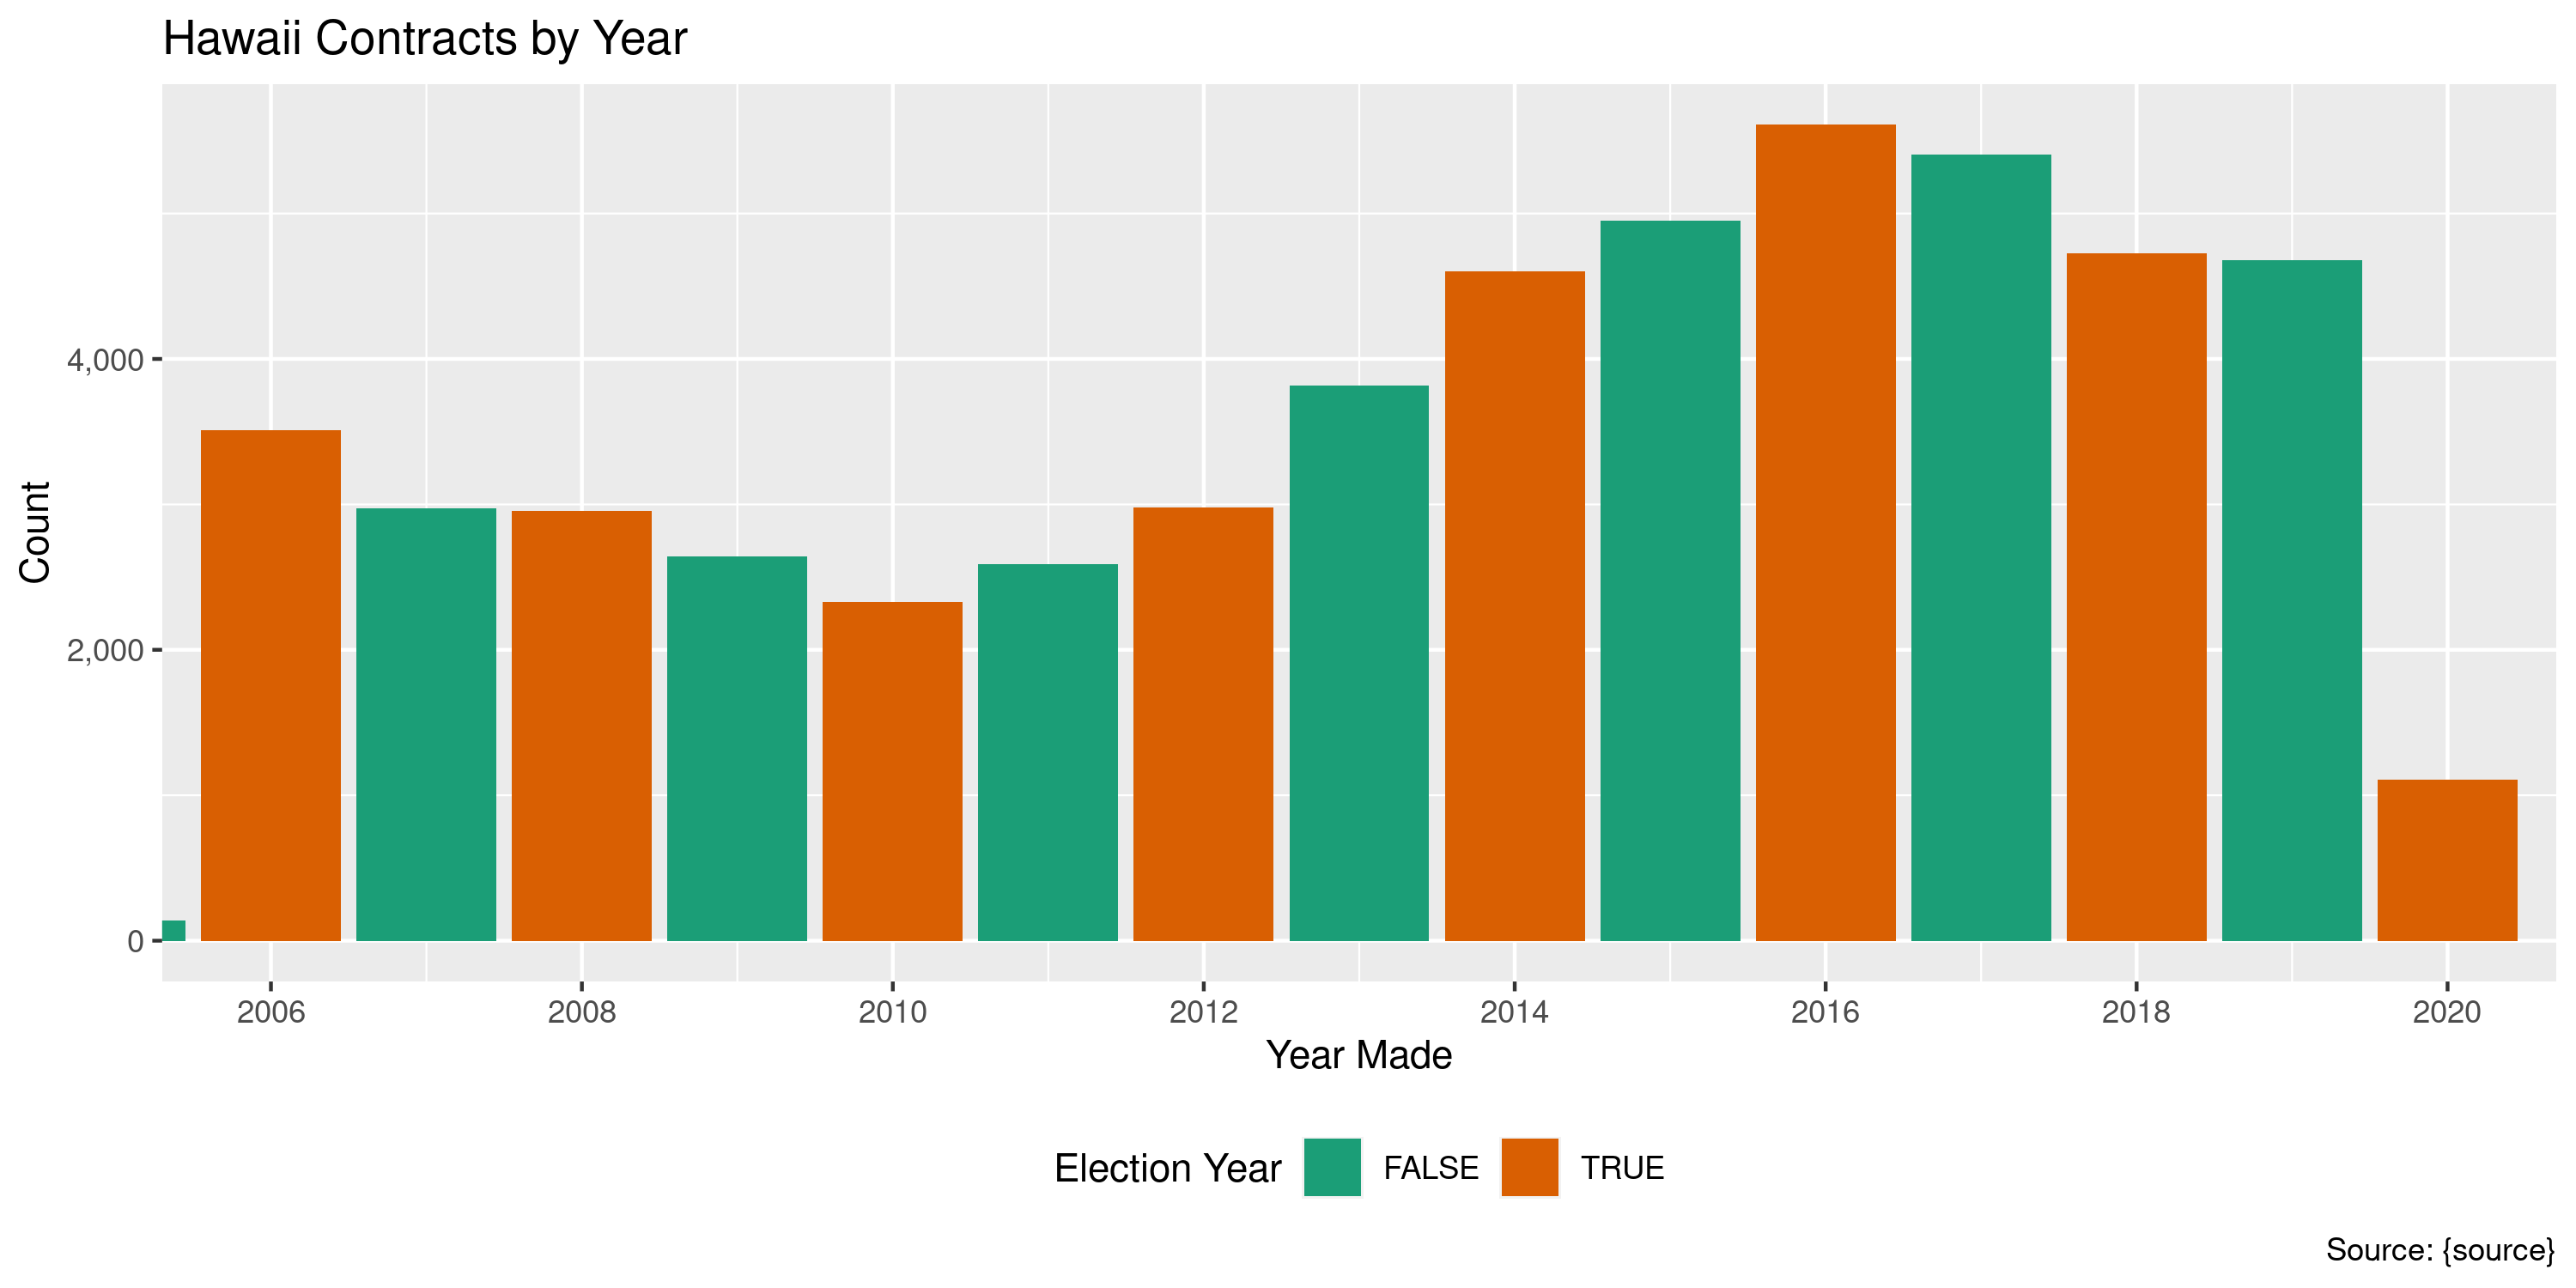 Hawaii Contracts by Year
Count
4,000
2,000
0
2006 2008 2010 2012 2014 2016 2018 2020
Year Made
Election Year FALSE TRUE
Source: {source}